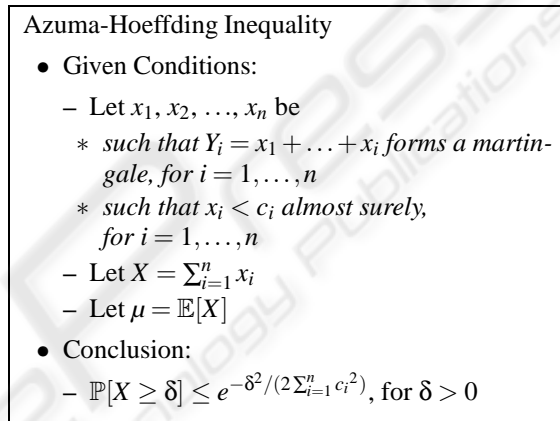 Azuma-Hoeffding Inequality
• Given Conditions:
– Let x₁, x₂, ..., xₙ be
∗ such that Yᵢ = x₁ + ... + xᵢ forms a martin-
gale, for i = 1, ..., n
∗ such that xᵢ < cᵢ almost surely,
for i = 1, ..., n
– Let X = ∑ⁿᵢ₌₁ xᵢ
– Let μ = 𝔼[X]
• Conclusion:
– ℙ[X ≥ δ] ≤ e^{−δ²/(2∑ⁿᵢ₌₁ cᵢ²)}, for δ > 0